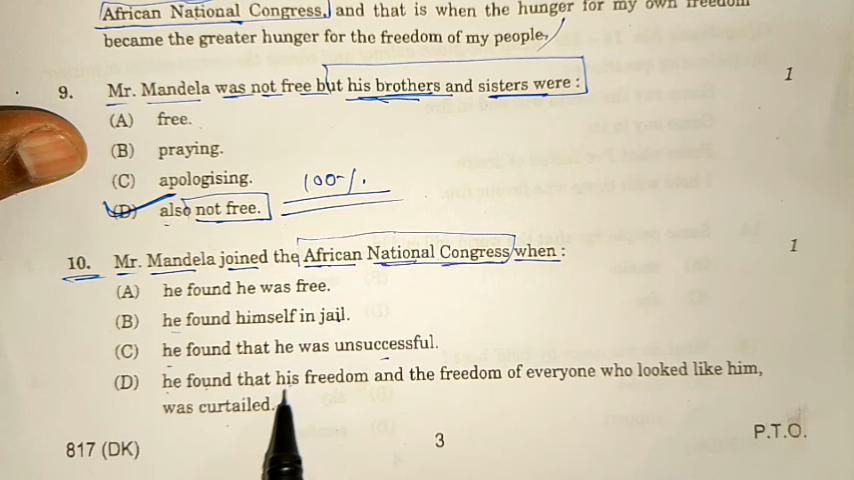 African National Congress, and that is when the hunger for my own freedom
became the greater hunger for the freedom of my people.
9. Mr. Mandela was not free but his brothers and sisters were : 1
(A) free.
(B) praying.
(C) apologising. 100%.
(D) also not free.
10. Mr. Mandela joined the African National Congress when : 1
(A) he found he was free.
(B) he found himself in jail.
(C) he found that he was unsuccessful.
(D) he found that his freedom and the freedom of everyone who looked like him,
was curtailed.
817 (DK) 3 P.T.O.